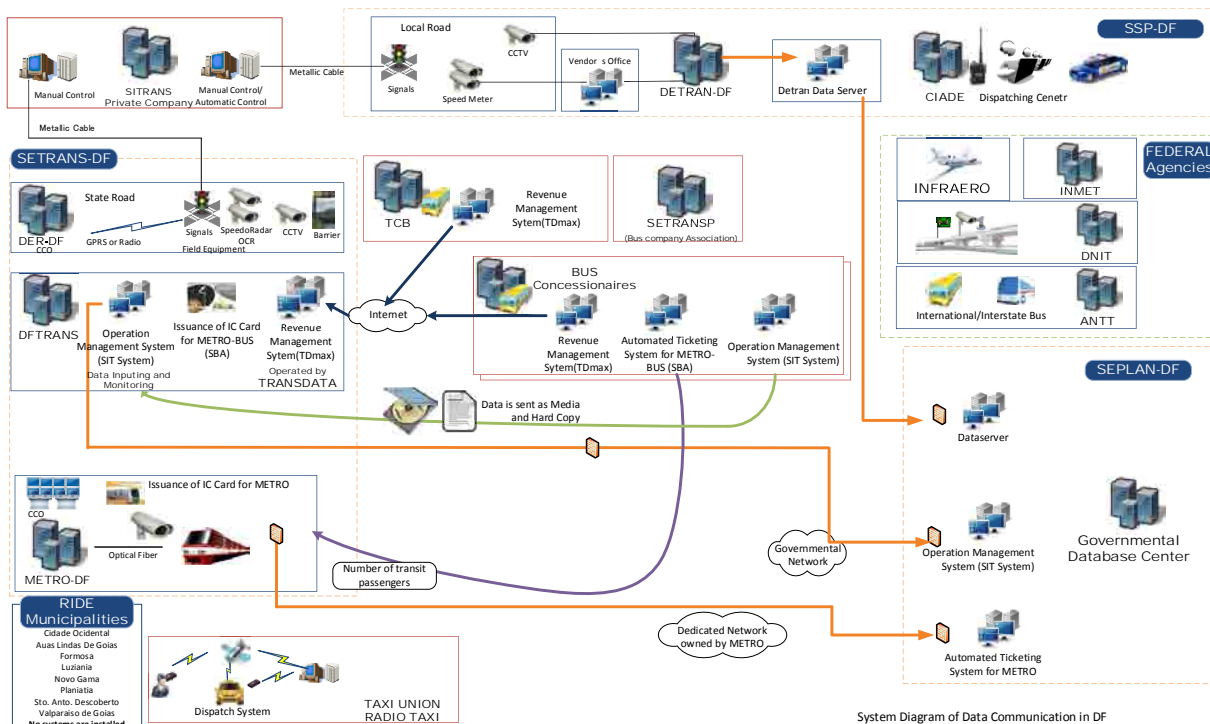 SSP-DF
Local Road
CCTV
Signals
Speed Meter
Vendor s Office
DETRAN-DF
Detran Data Server
CIADE
Dispatching Cenetr
Manual Control
SITRANS
Private Company
Manual Control/
Automatic Control
Metallic Cable
Metallic Cable
SETRANS-DF
State Road
DER-DF
CCO
GPRS or Radio
Signals
SpeedoRadar
OCR
CCTV
Barrier
Field Equipment
TCB
Revenue
Management
Sytem(TDmax)
SETRANSP
(Bus company Association)
FEDERAL
Agencies
INFRAERO
INMET
DNIT
International/Interstate Bus
ANTT
DFTRANS
Operation
Management System
(SIT System)
Data Inputing and
Monitoring
Issuance of IC Card
for METRO-BUS
(SBA)
Revenue
Management
Sytem(TDmax)
Operated by
TRANSDATA
Internet
BUS
Concessionaires
Revenue
Management
Sytem(TDmax)
Automated Ticketing
System for METRO-
BUS (SBA)
Operation Management
System (SIT System)
Data is sent as Media
and Hard Copy
SEPLAN-DF
Dataserver
Operation Management
System (SIT System)
Governmental
Database Center
Automated Ticketing
System for METRO
CCO
Issuance of IC Card for METRO
METRO-DF
Optical Fiber
Number of transit
passengers
Governmental
Network
Dedicated Network
owned by METRO
RIDE
Municipalities
Cidade Ocidental
Auas Lindas De Goias
Formosa
Luziania
Novo Gama
Planiatia
Sto. Anto. Descoberto
Valparaiso de Goias
No systems are installed
Dispatch System
TAXI UNION
RADIO TAXI
System Diagram of Data Communication in DF